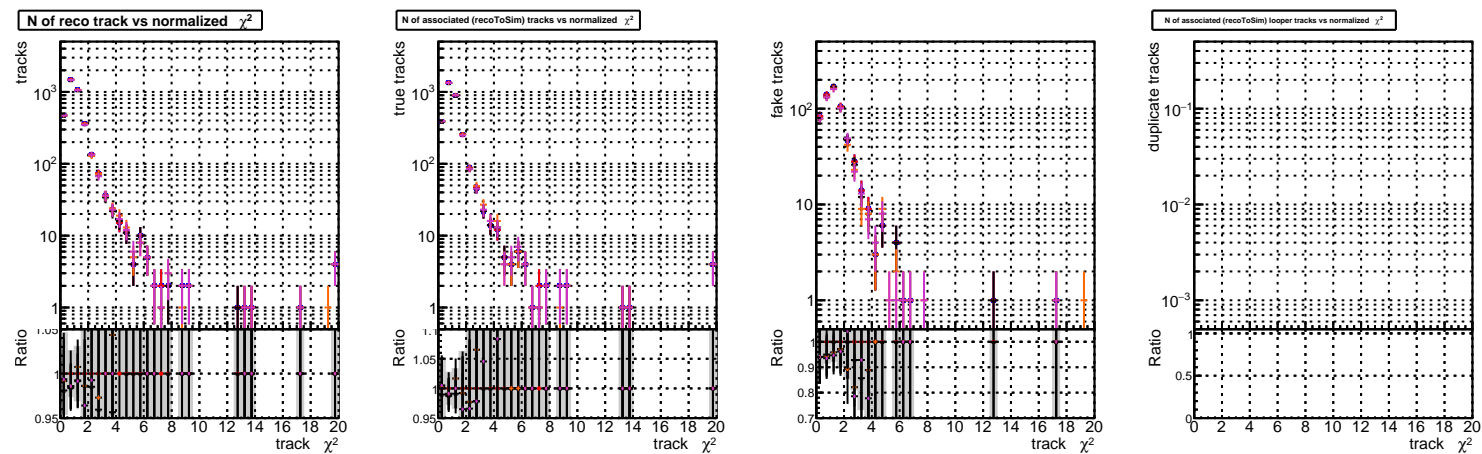 N of reco track vs normalized χ²
tracks
10³
10²
10
1
Ratio
1.05
1
0.95
0 2 4 6 8 10 12 14 16 18 20
track χ²
N of associated (recoToSim) tracks vs normalized χ²
true tracks
10³
10²
10
1
Ratio
1.1
1.05
1
0.95
0 2 4 6 8 10 12 14 16 18 20
track χ²
fake tracks
10²
10
1
Ratio
1
0.9
0.8
0.7
0 2 4 6 8 10 12 14 16 18 20
track χ²
N of associated (recoToSim) looper tracks vs normalized χ²
duplicate tracks
10⁻¹
10⁻²
10⁻³
Ratio
1
0.5
0
0 2 4 6 8 10 12 14 16 18 20
track χ²